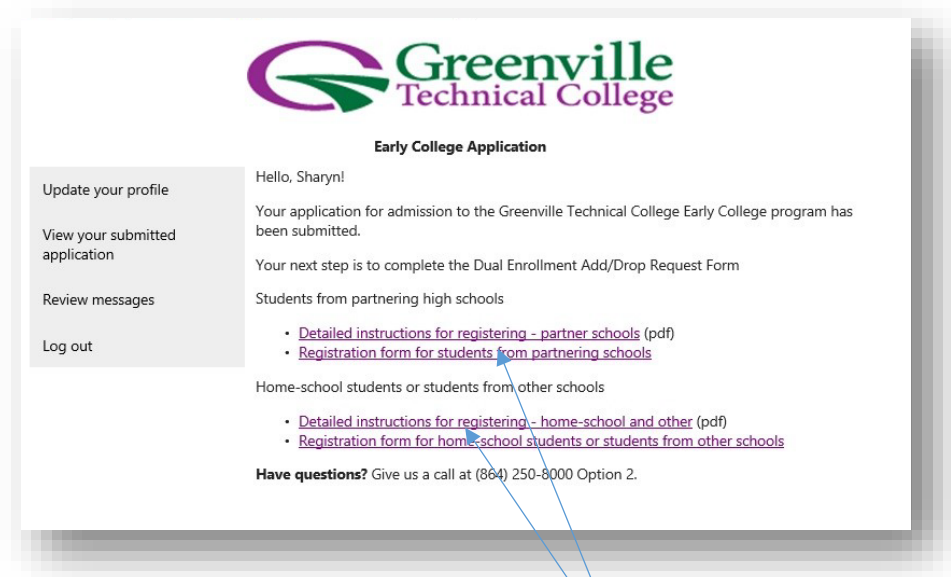 Greenville
Technical College
Early College Application
Update your profile
View your submitted
application
Review messages
Log out
Hello, Sharyn!
Your application for admission to the Greenville Technical College Early College program has
been submitted.
Your next step is to complete the Dual Enrollment Add/Drop Request Form
Students from partnering high schools
• Detailed instructions for registering - partner schools (pdf)
• Registration form for students from partnering schools
Home-school students or students from other schools
• Detailed instructions for registering - home-school and other (pdf)
• Registration form for home-school students or students from other schools
Have questions? Give us a call at (864) 250-8000 Option 2.